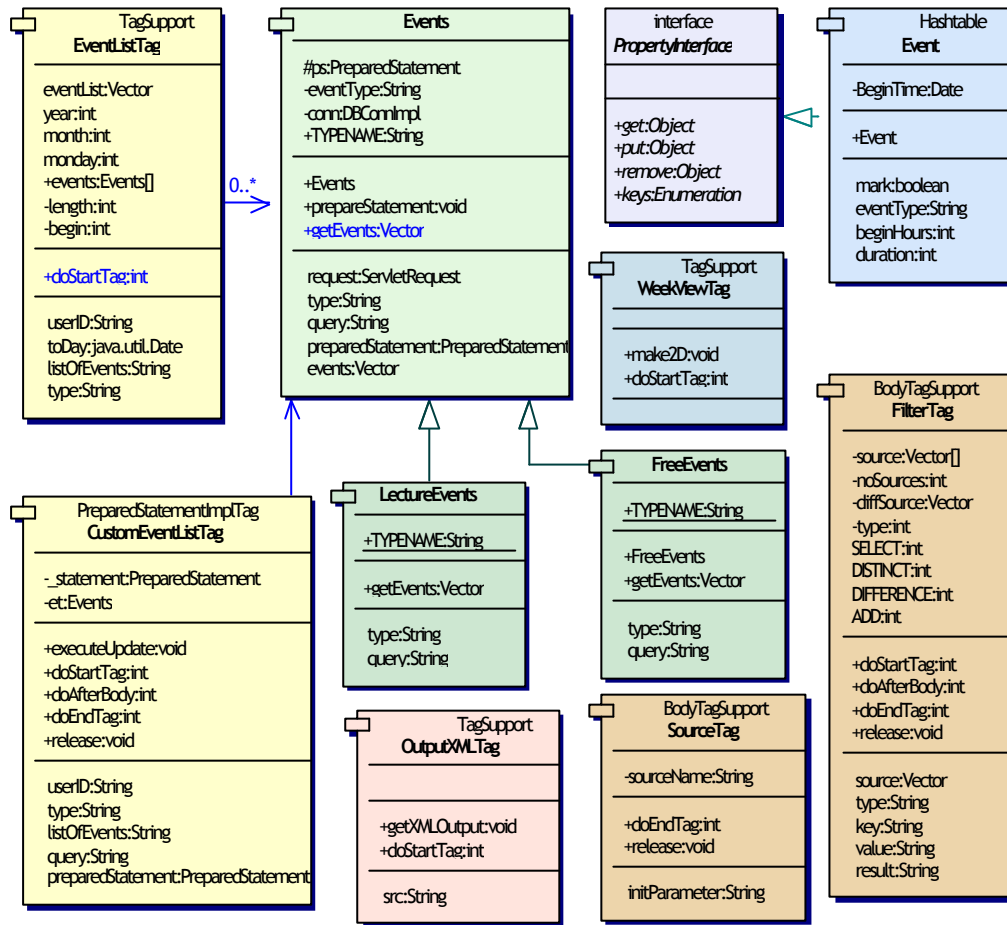 TagSupport
EventListTag
eventList:Vector
year:int
month:int
monday:int
+events:Events[]
-length:int
-begin:int
+doStartTag:int
userID:String
toDay:java.util.Date
listOfEvents:String
type:String
0..*
Events
#ps:PreparedStatement
-eventType:String
-conn:DBConnImpl
+TYPENAME:String
+Events
+prepareStatement:void
+getEvents:Vector
request:ServletRequest
type:String
query:String
preparedStatement:PreparedStatement
events:Vector
interface
PropertyInterface
+get:Object
+put:Object
+remove:Object
+keys:Enumeration
Hashtable
Event
-BeginTime:Date
+Event
mark:boolean
eventType:String
beginHours:int
duration:int
TagSupport
WeekViewTag
+make2D:void
+doStartTag:int
BodyTagSupport
FilterTag
-source:Vector[]
-noSources:int
-diffSource:Vector
-type:int
SELECT:int
DISTINCT:int
DIFFERENCE:int
ADD:int
+doStartTag:int
+doAfterBody:int
+doEndTag:int
+release:void
source:Vector
type:String
key:String
value:String
result:String
PreparedStatementImplTag
CustomEventListTag
-_statement:PreparedStatement
-et:Events
+executeUpdate:void
+doStartTag:int
+doAfterBody:int
+doEndTag:int
+release:void
userID:String
type:String
listOfEvents:String
query:String
preparedStatement:PreparedStatement
LectureEvents
+TYPENAME:String
+getEvents:Vector
type:String
query:String
FreeEvents
+TYPENAME:String
+FreeEvents
+getEvents:Vector
type:String
query:String
TagSupport
OutputXMLTag
+getXMLOutput:void
+doStartTag:int
src:String
BodyTagSupport
SourceTag
-sourceName:String
+doEndTag:int
+release:void
initParameter:String